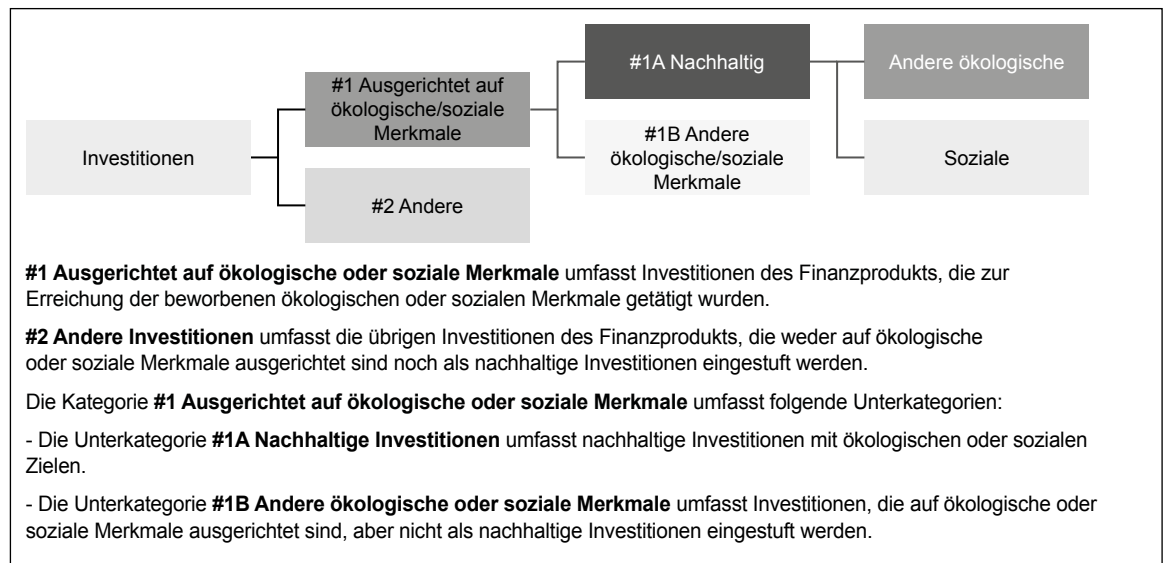 #1A Nachhaltig
Andere ökologische
#1 Ausgerichtet auf
ökologische/soziale
Merkmale
Investitionen
#1B Andere
ökologische/soziale
Merkmale
Soziale
#2 Andere
#1 Ausgerichtet auf ökologische oder soziale Merkmale umfasst Investitionen des Finanzprodukts, die zur
Erreichung der beworbenen ökologischen oder sozialen Merkmale getätigt wurden.
#2 Andere Investitionen umfasst die übrigen Investitionen des Finanzprodukts, die weder auf ökologische
oder soziale Merkmale ausgerichtet sind noch als nachhaltige Investitionen eingestuft werden.
Die Kategorie #1 Ausgerichtet auf ökologische oder soziale Merkmale umfasst folgende Unterkategorien:
- Die Unterkategorie #1A Nachhaltige Investitionen umfasst nachhaltige Investitionen mit ökologischen oder sozialen
Zielen.
- Die Unterkategorie #1B Andere ökologische oder soziale Merkmale umfasst Investitionen, die auf ökologische oder
soziale Merkmale ausgerichtet sind, aber nicht als nachhaltige Investitionen eingestuft werden.